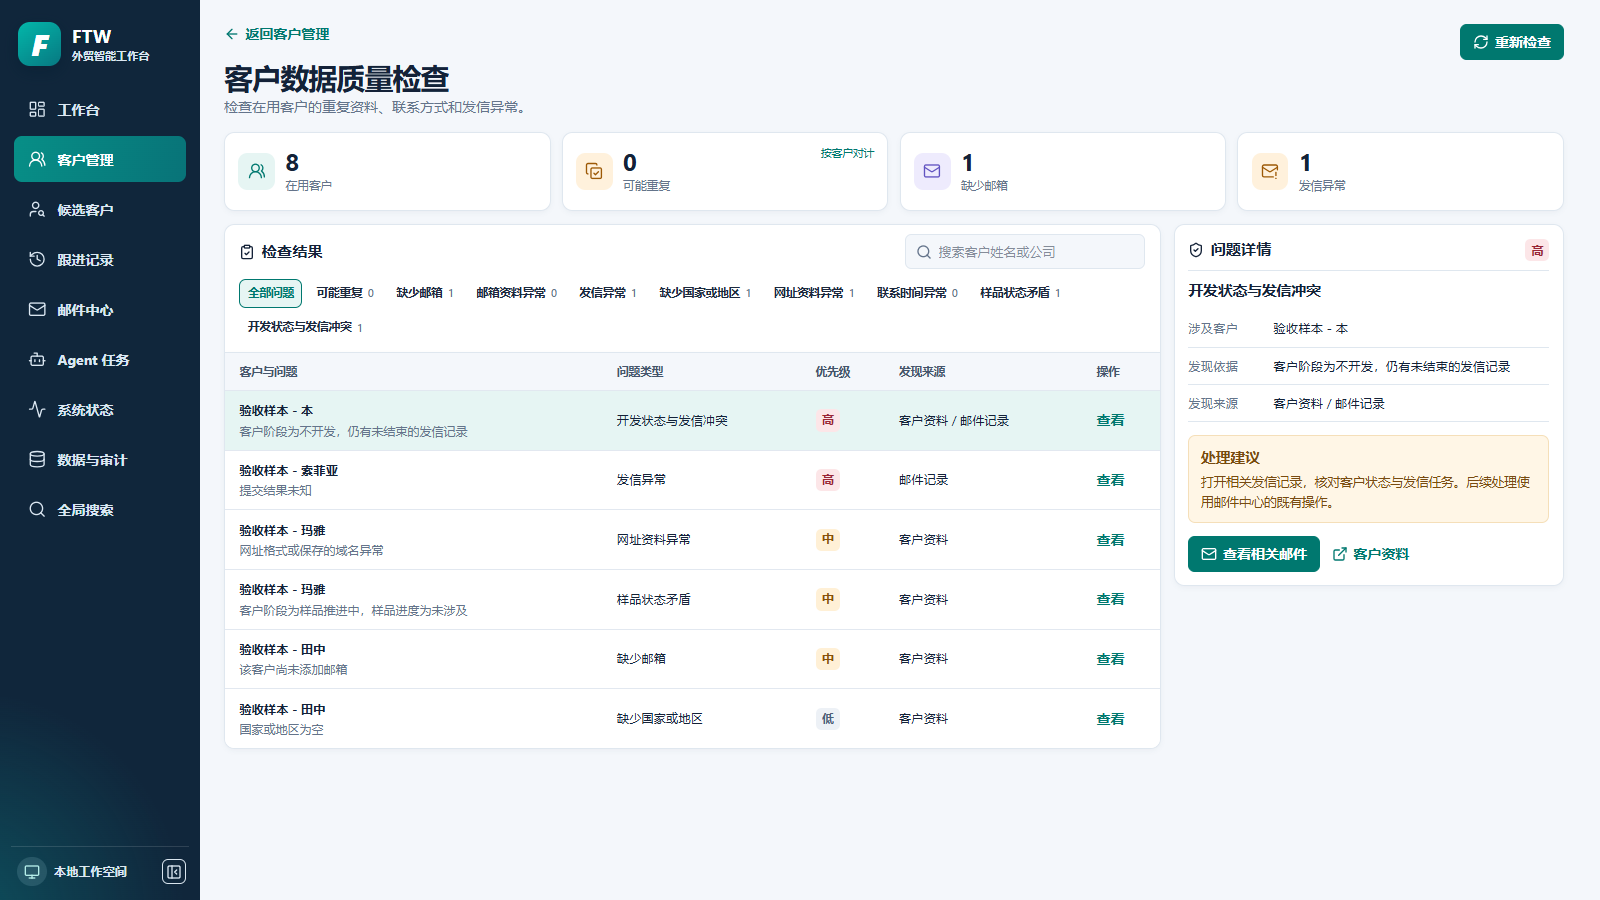 F
FTW
外贸智能工作台
工作台
客户管理
候选客户
跟进记录
邮件中心
Agent 任务
系统状态
数据与审计
全局搜索
本地工作空间
返回客户管理
重新检查
客户数据质量检查
检查在用客户的重复资料、联系方式和发信异常。
8
在用客户
0
可能重复
按客户对计
1
缺少邮箱
1
发信异常
检查结果
搜索客户姓名或公司
全部问题 可能重复 0 缺少邮箱 1 邮箱资料异常 0 发信异常 1 缺少国家或地区 1 网址资料异常 1 联系时间异常 0 样品状态矛盾 1
开发状态与发信冲突 1
客户与问题 问题类型 优先级 发现来源 操作
验收样本 - 本
客户阶段为不开发，仍有未结束的发信记录
开发状态与发信冲突 高 客户资料 / 邮件记录 查看
验收样本 - 索菲亚
提交结果未知
发信异常 高 邮件记录 查看
验收样本 - 玛雅
网址格式或保存的域名异常
网址资料异常 中 客户资料 查看
验收样本 - 玛雅
客户阶段为样品推进中，样品进度为未涉及
样品状态矛盾 中 客户资料 查看
验收样本 - 田中
该客户尚未添加邮箱
缺少邮箱 中 客户资料 查看
验收样本 - 田中
国家或地区为空
缺少国家或地区 低 客户资料 查看
问题详情 高
开发状态与发信冲突
涉及客户 验收样本 - 本
发现依据 客户阶段为不开发，仍有未结束的发信记录
发现来源 客户资料 / 邮件记录
处理建议
打开相关发信记录，核对客户状态与发信任务。后续处理使
用邮件中心的既有操作。
查看相关邮件 客户资料